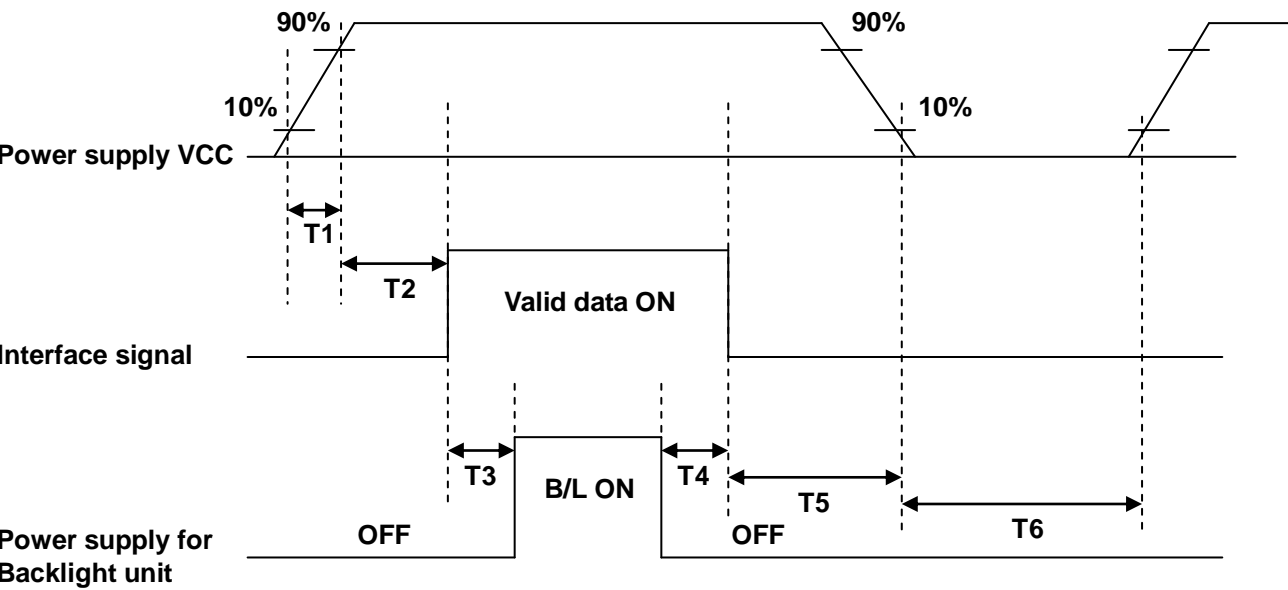 90%
90%
10%
10%
Power supply VCC
T1
T2
Valid data ON
Interface signal
T3
B/L ON
T4
T5
T6
OFF
OFF
Power supply for
Backlight unit